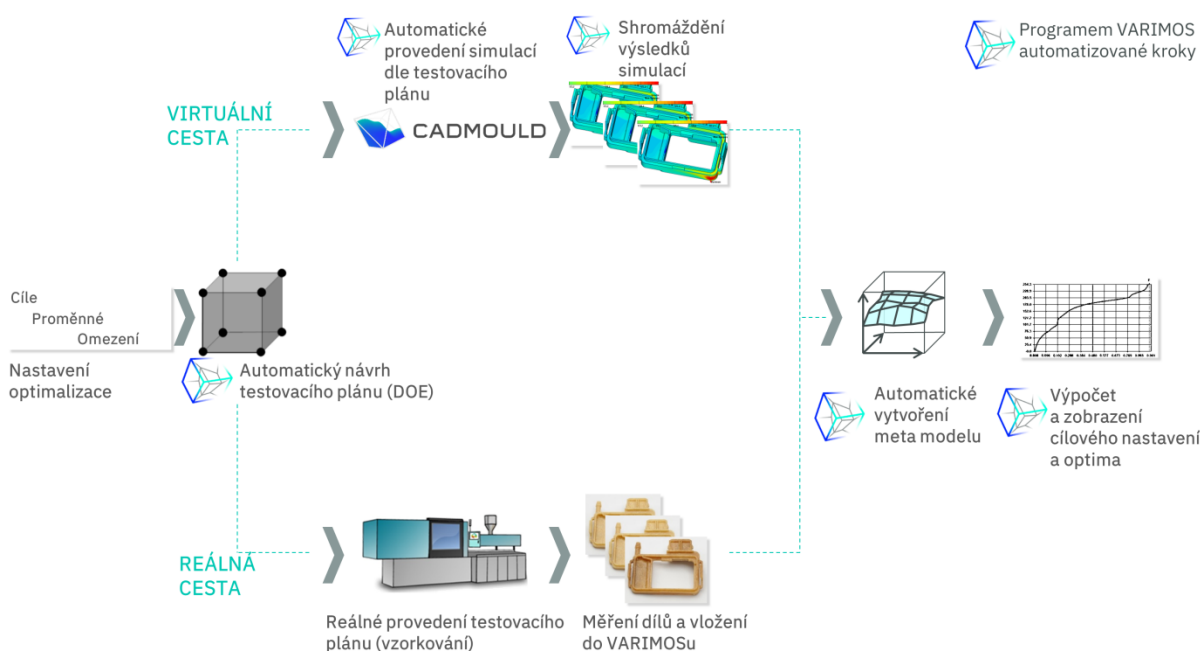 Automatické
provedení simulací
dle testovacího
plánu
Shromáždění
výsledků
simulací
Programem VARIMOS
automatizované kroky
VIRTUÁLNÍ
CESTA
CADMOULD
Cíle
Proměnné
Omezení
Nastavení
optimalizace
Automatický návrh
testovacího plánu (DOE)
Automatické
vytvoření
meta modelu
Výpočet
a zobrazení
cílového nastavení
a optima
REÁLNÁ
CESTA
Reálné provedení testovacího
plánu (vzorkování)
Měření dílů a vložení
do VARIMOSu